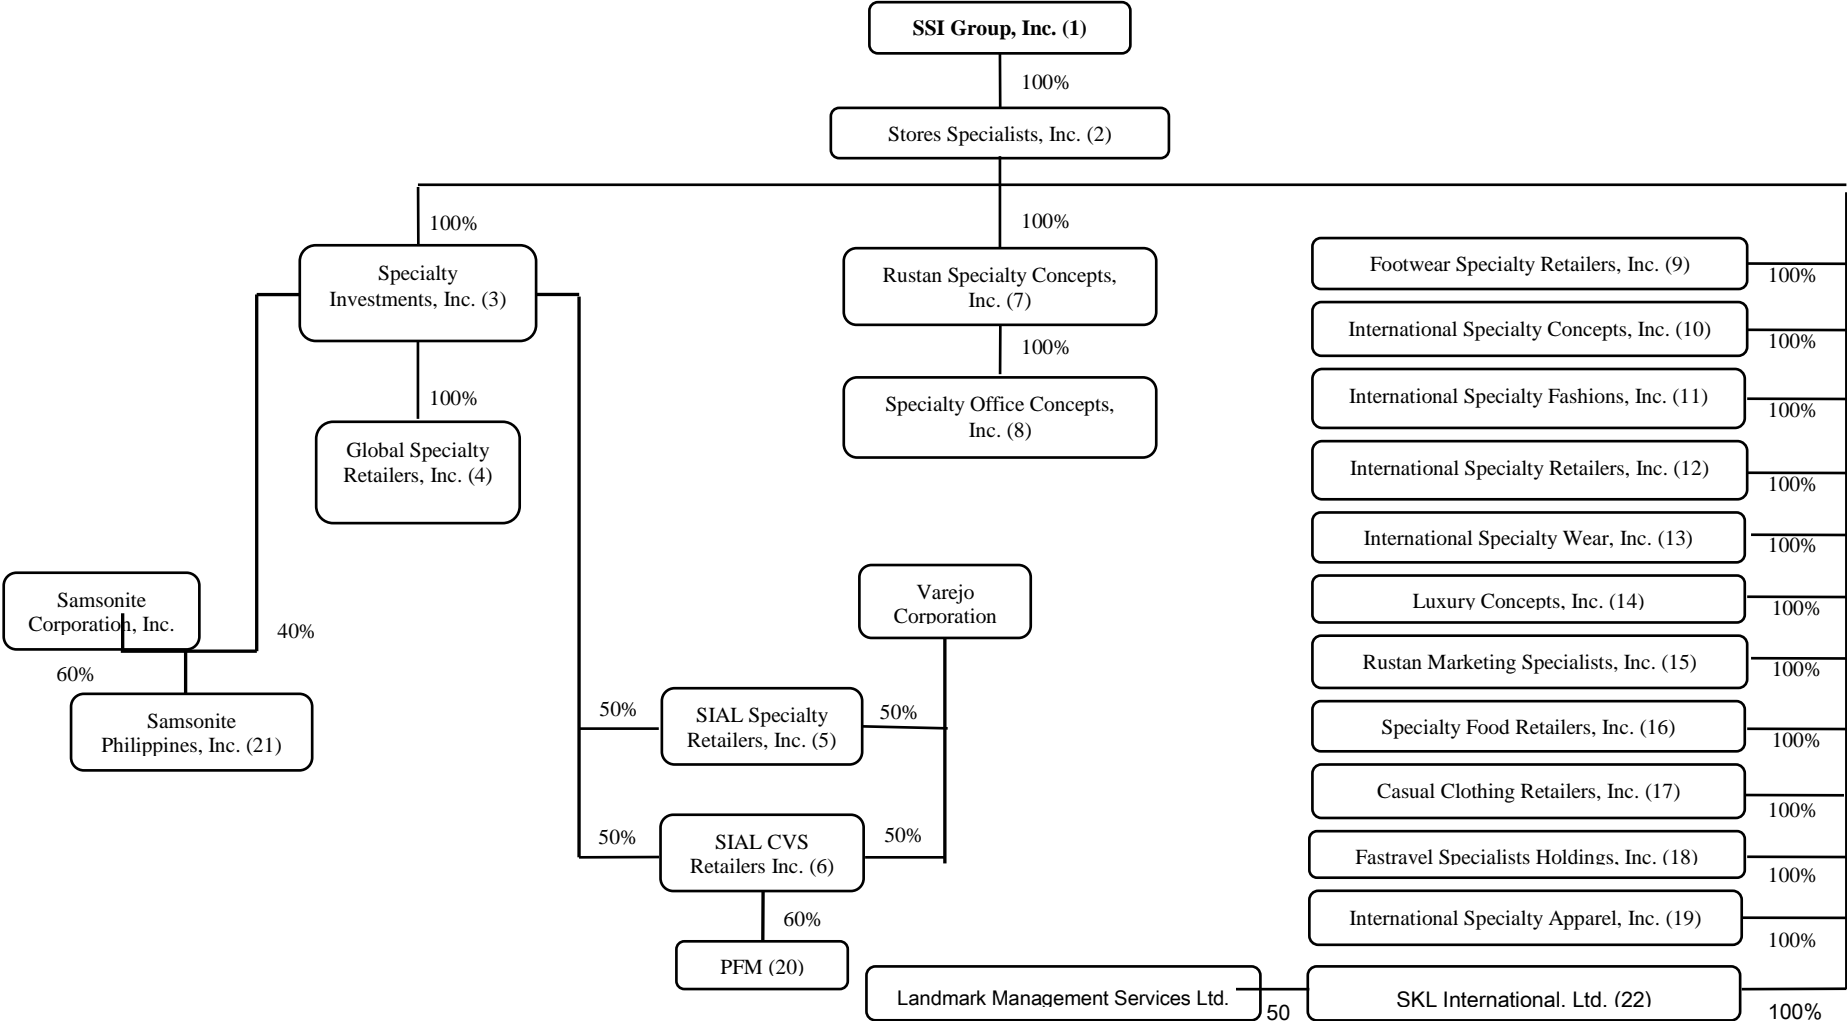 SSI Group, Inc. (1)
100%
Stores Specialists, Inc. (2)
100%
Specialty
Investments, Inc. (3)
100%
Global Specialty
Retailers, Inc. (4)
100%
Rustan Specialty Concepts,
Inc. (7)
100%
Specialty Office Concepts,
Inc. (8)
Samsonite
Corporation, Inc.
40%
60%
Samsonite
Philippines, Inc. (21)
Varejo
Corporation
50%
SIAL Specialty
Retailers, Inc. (5)
50%
50%
SIAL CVS
Retailers Inc. (6)
50%
60%
PFM (20)
Footwear Specialty Retailers, Inc. (9)
100%
International Specialty Concepts, Inc. (10)
100%
International Specialty Fashions, Inc. (11)
100%
International Specialty Retailers, Inc. (12)
100%
International Specialty Wear, Inc. (13)
100%
Luxury Concepts, Inc. (14)
100%
Rustan Marketing Specialists, Inc. (15)
100%
Specialty Food Retailers, Inc. (16)
100%
Casual Clothing Retailers, Inc. (17)
100%
Fastravel Specialists Holdings, Inc. (18)
100%
International Specialty Apparel, Inc. (19)
100%
Landmark Management Services Ltd.
50
SKL International, Ltd. (22)
100%